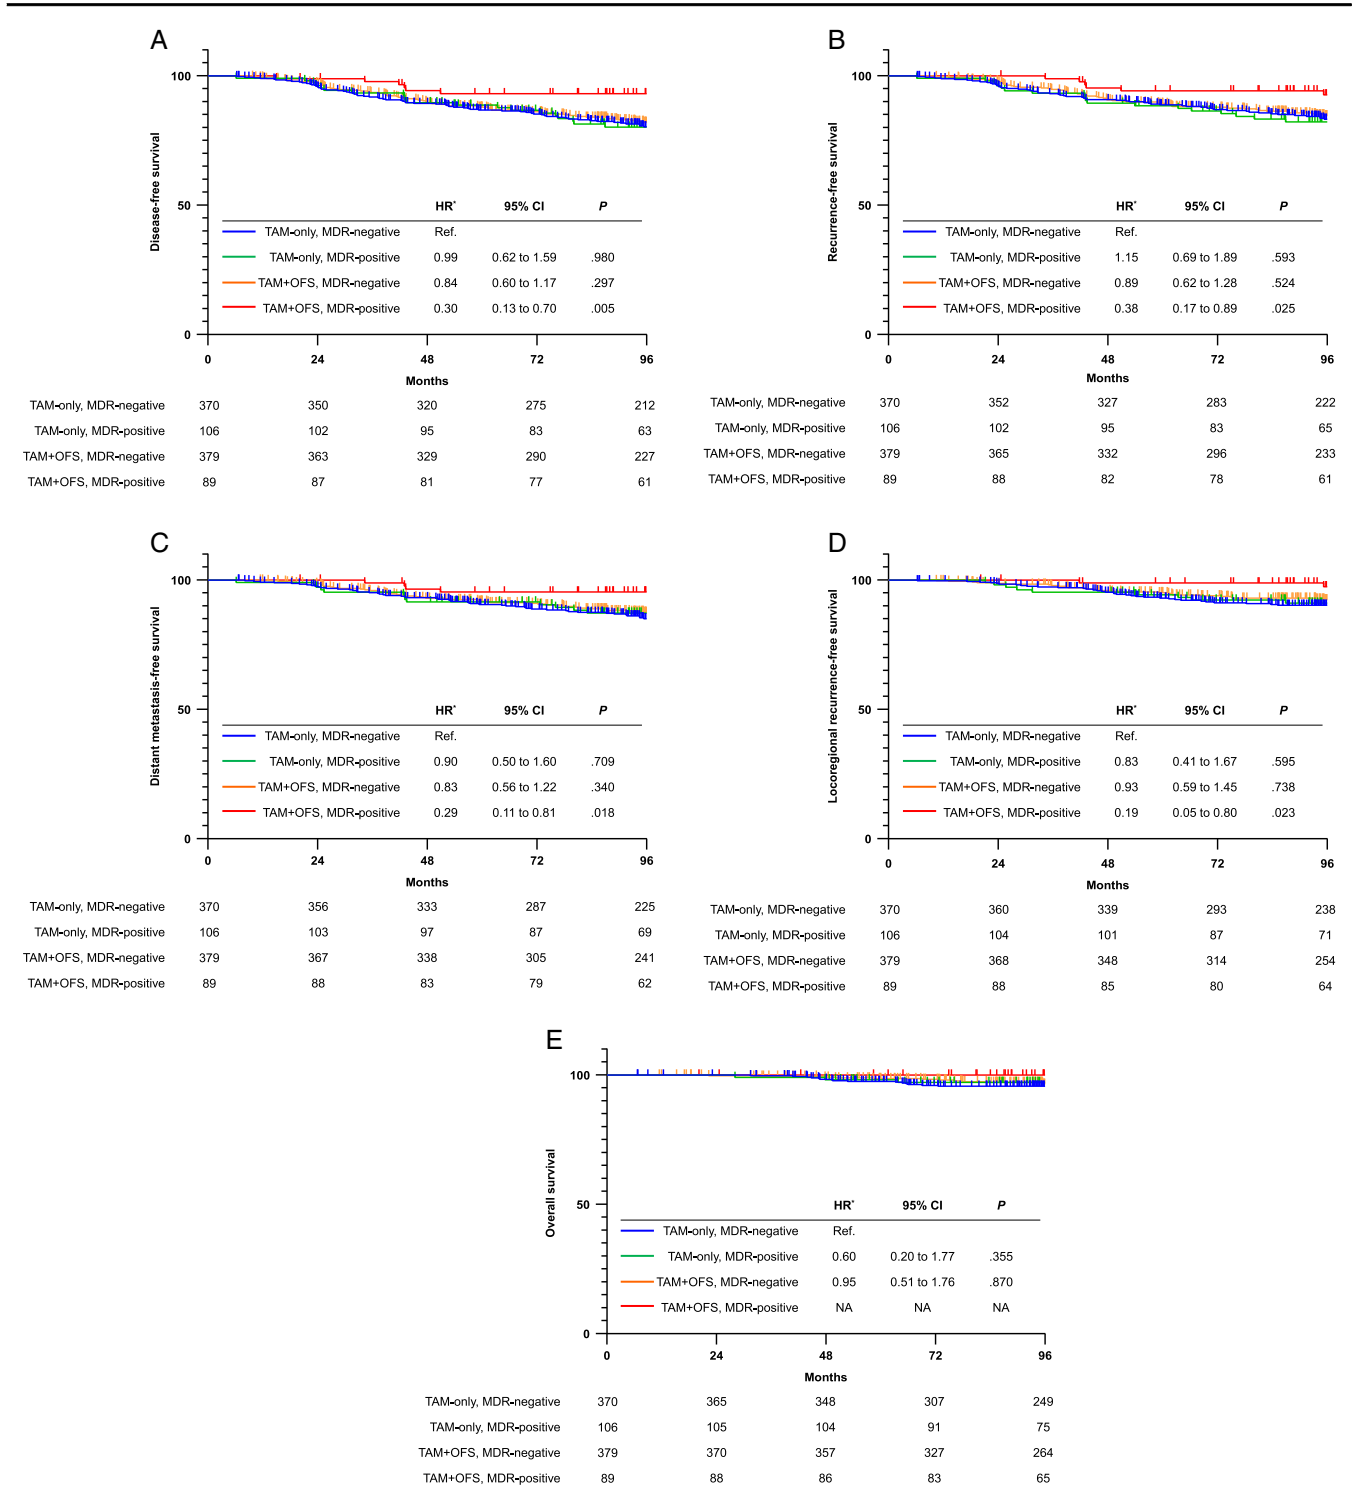 A
Disease-free survival
100
50
0
HR* 95% CI P
TAM-only, MDR-negative Ref.
TAM-only, MDR-positive 0.99 0.62 to 1.59 .980
TAM+OFS, MDR-negative 0.84 0.60 to 1.17 .297
TAM+OFS, MDR-positive 0.30 0.13 to 0.70 .005
0 24 48 72 96
Months
TAM-only, MDR-negative 370 350 320 275 212
TAM-only, MDR-positive 106 102 95 83 63
TAM+OFS, MDR-negative 379 363 329 290 227
TAM+OFS, MDR-positive 89 87 81 77 61
B
Recurrence-free survival
100
50
0
HR* 95% CI P
TAM-only, MDR-negative Ref.
TAM-only, MDR-positive 1.15 0.69 to 1.89 .593
TAM+OFS, MDR-negative 0.89 0.62 to 1.28 .524
TAM+OFS, MDR-positive 0.38 0.17 to 0.89 .025
0 24 48 72 96
Months
TAM-only, MDR-negative 370 352 327 283 222
TAM-only, MDR-positive 106 102 95 83 65
TAM+OFS, MDR-negative 379 365 332 296 233
TAM+OFS, MDR-positive 89 88 82 78 61
C
Distant metastasis-free survival
100
50
0
HR* 95% CI P
TAM-only, MDR-negative Ref.
TAM-only, MDR-positive 0.90 0.50 to 1.60 .709
TAM+OFS, MDR-negative 0.83 0.56 to 1.22 .340
TAM+OFS, MDR-positive 0.29 0.11 to 0.81 .018
0 24 48 72 96
Months
TAM-only, MDR-negative 370 356 333 287 225
TAM-only, MDR-positive 106 103 97 87 69
TAM+OFS, MDR-negative 379 367 338 305 241
TAM+OFS, MDR-positive 89 88 83 79 62
D
Locoregional recurrence-free survival
100
50
0
HR* 95% CI P
TAM-only, MDR-negative Ref.
TAM-only, MDR-positive 0.83 0.41 to 1.67 .595
TAM+OFS, MDR-negative 0.93 0.59 to 1.45 .738
TAM+OFS, MDR-positive 0.19 0.05 to 0.80 .023
0 24 48 72 96
Months
TAM-only, MDR-negative 370 360 339 293 238
TAM-only, MDR-positive 106 104 101 87 71
TAM+OFS, MDR-negative 379 368 348 314 254
TAM+OFS, MDR-positive 89 88 85 80 64
E
Overall survival
100
50
0
HR* 95% CI P
TAM-only, MDR-negative Ref.
TAM-only, MDR-positive 0.60 0.20 to 1.77 .355
TAM+OFS, MDR-negative 0.95 0.51 to 1.76 .870
TAM+OFS, MDR-positive NA NA NA
0 24 48 72 96
Months
TAM-only, MDR-negative 370 365 348 307 249
TAM-only, MDR-positive 106 105 104 91 75
TAM+OFS, MDR-negative 379 370 357 327 264
TAM+OFS, MDR-positive 89 88 86 83 65